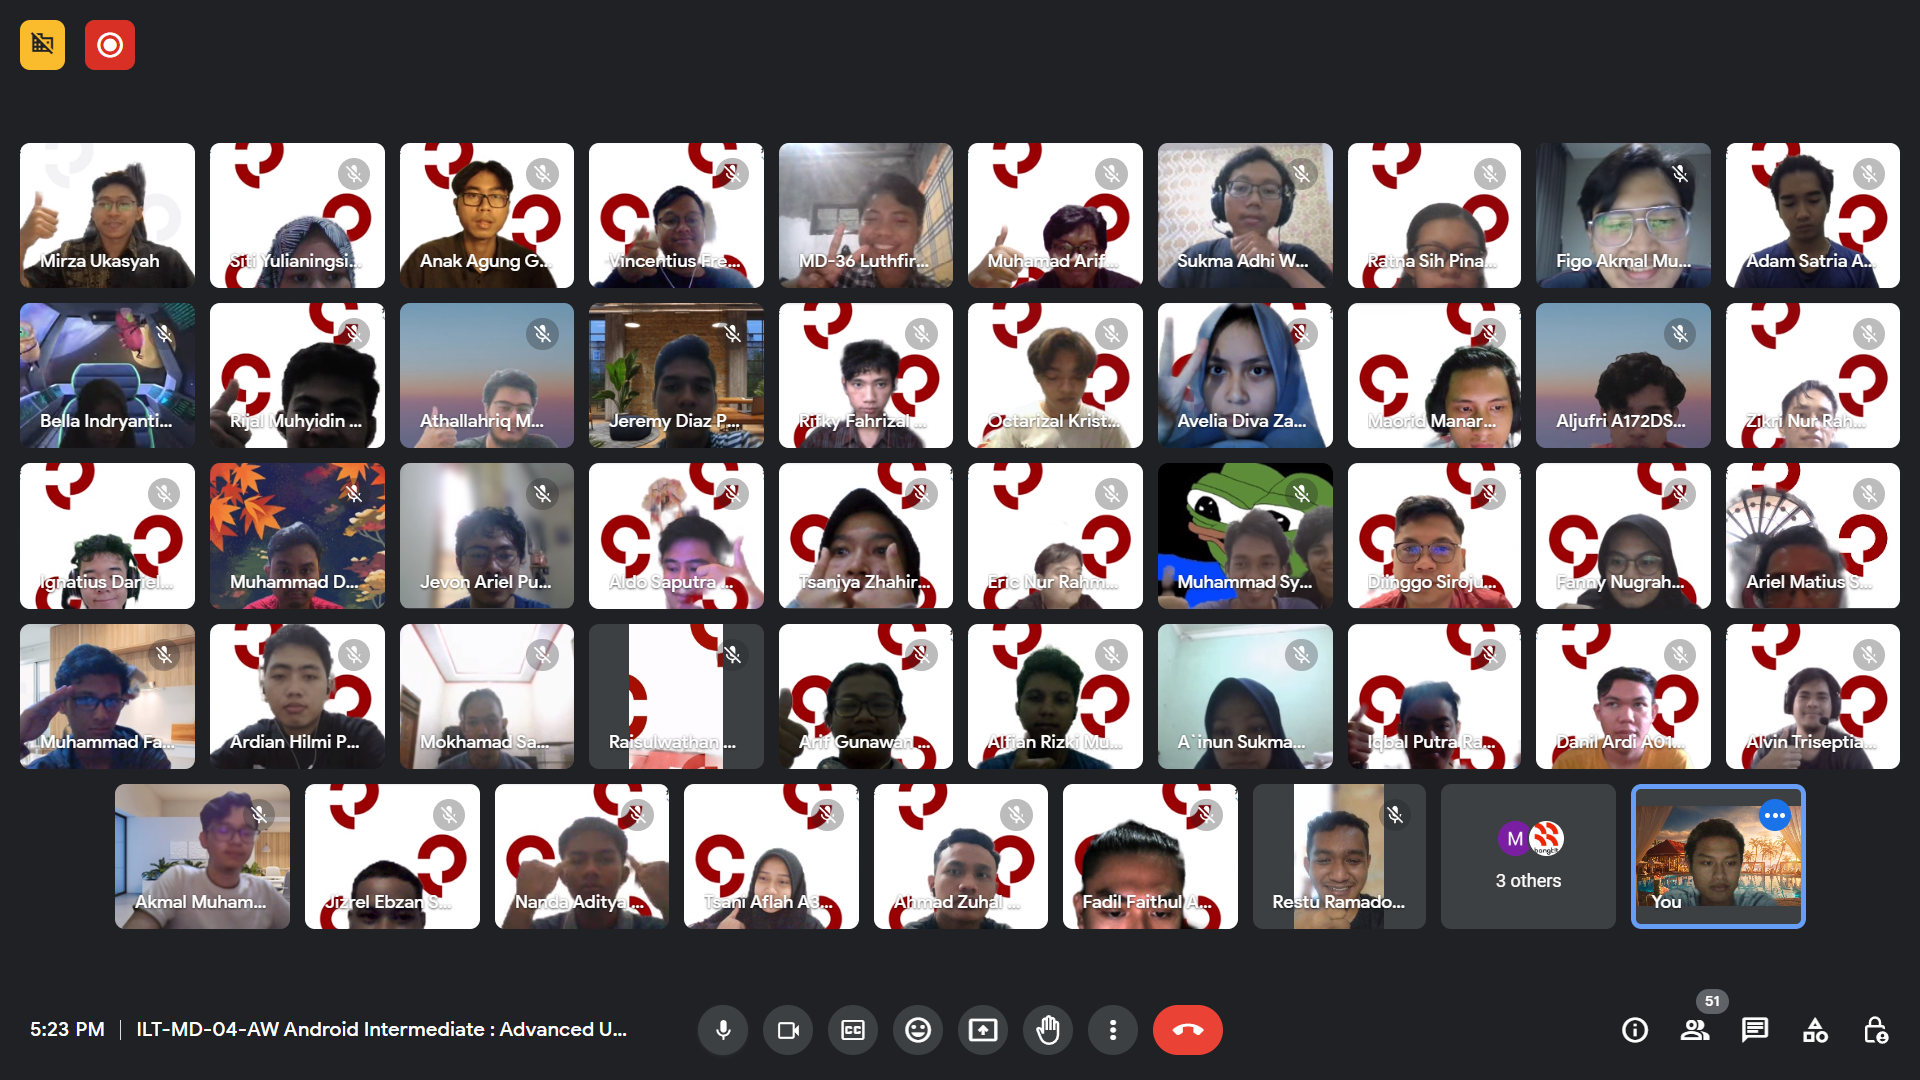 Mirza Ukasyah
Siti Yulianingsi...
Anak Agung G...
Vincentius Fre...
MD-36 Luthfir...
Muhamad Arif...
Sukma Adhi W...
Ratna Sih Pina...
Figo Akmal Mu...
Adam Satria A...
Bella Indryanti...
Rijal Muhyidin ...
Athallahriq M...
Jeremy Diaz P...
Rifky Fahrizal ...
Octarizal Krist...
Avelia Diva Za...
Maorid Manar...
Aljufri A172DS...
Zikri Nur Rah...
Ignatius Dariel...
Muhammad D...
Jevon Ariel Pu...
Aldo Saputra ...
Tsaniya Zhahir...
Eric Nur Rahm...
Muhammad Sy...
Diinggo Siroju...
Fanny Nugrah...
Ariel Matius S...
Muhammad Fa...
Ardian Hilmi P...
Mokhamad Sa...
Raisulwathan ...
Arif Gunawan ...
Alfian Rizki Mu...
A`inun Sukma...
Iqbal Putra Ra...
Danil Ardi A01...
Alvin Triseptia...
Akmal Muham...
Jizrel Ebzan S...
Nanda Aditya ...
Tsani Aflah A3...
Ahmad Zuhal ...
Fadil Faithul A...
Restu Ramado...
M
3 others
You
51
5:23 PM | ILT-MD-04-AW Android Intermediate : Advanced U...
CC